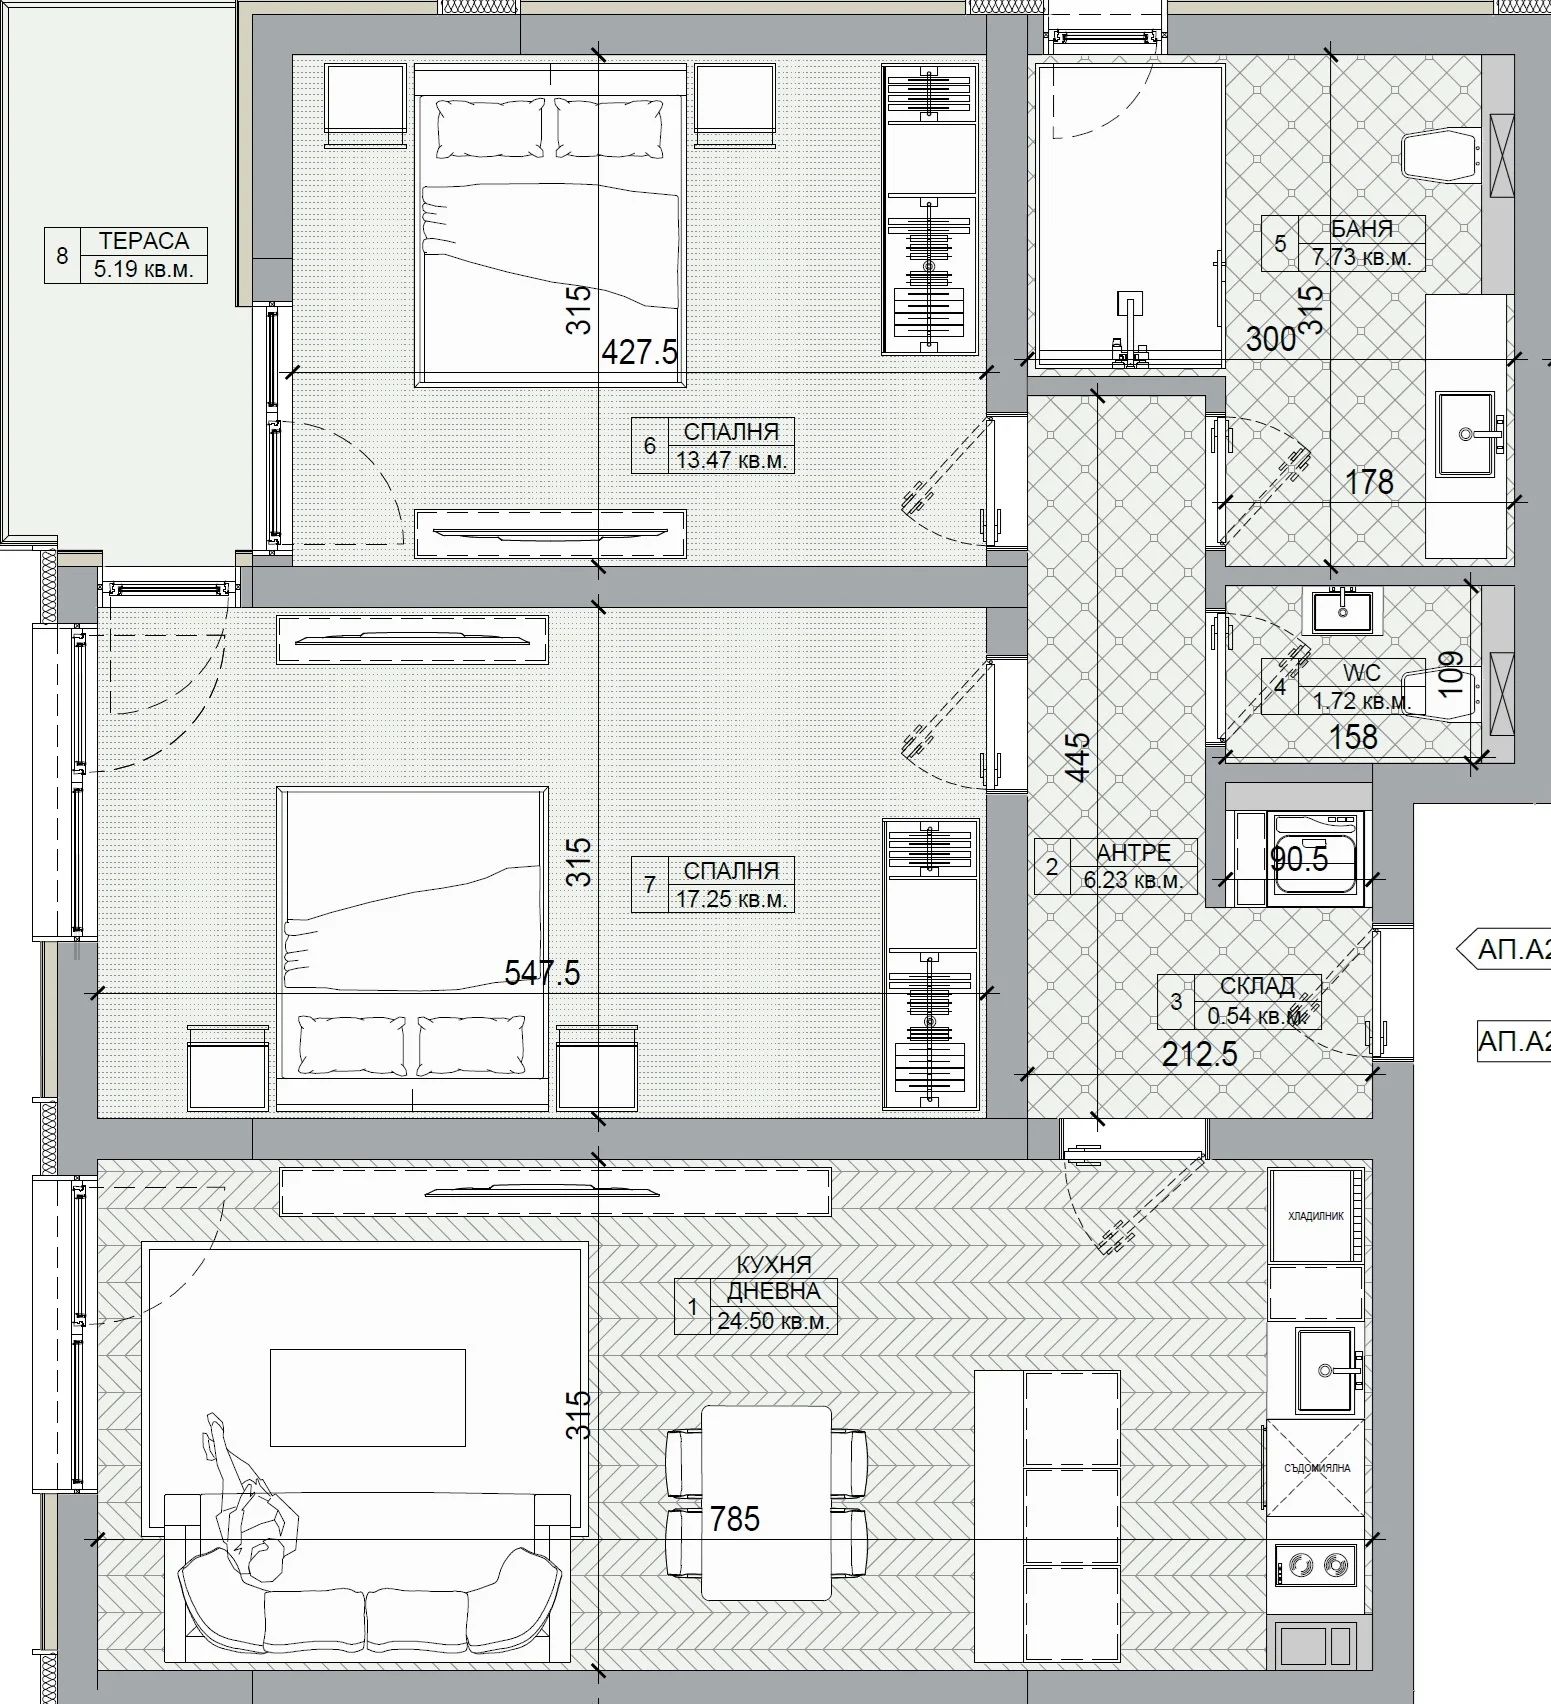 8
ТЕРАСА
5.19 кв.м.
315
427.5
6
СПАЛНЯ
13.47 кв.м.
5
БАНЯ
7.73 кв.м.
315
300
178
4
WC
1.72 кв.м.
109
158
445
315
7
СПАЛНЯ
17.25 кв.м.
547.5
2
АНТРЕ
6.23 кв.м.
90.5
3
СКЛАД
0.54 кв.м.
212.5
АП.А2
АП.А2
ХЛАДИЛНИК
КУХНЯ
1
ДНЕВНА
24.50 кв.м.
315
СЪДОМИЯЛНА
785